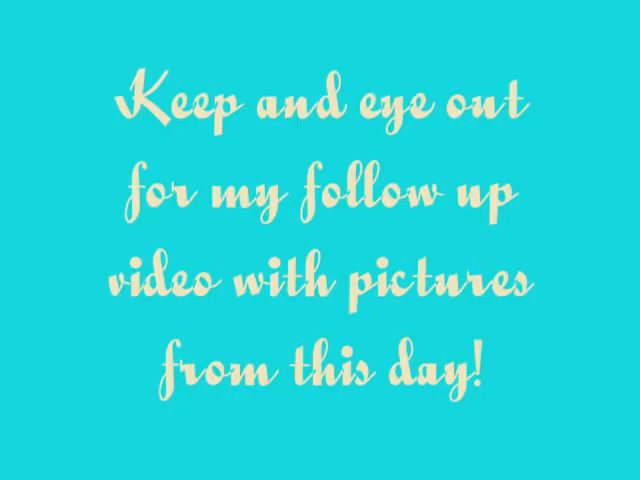 Keep and eye out
for my follow up
video with pictures
from this day!